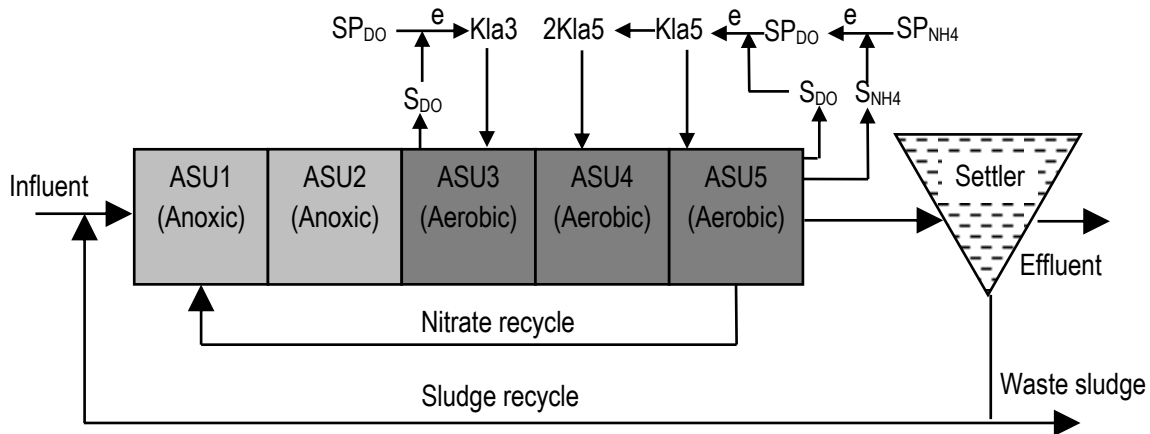 e
e
e
SP_DO
Kla3
2Kla5
Kla5
SP_DO
SP_NH4
S_DO
S_DO
S_NH4
ASU1
(Anoxic)
ASU2
(Anoxic)
ASU3
(Aerobic)
ASU4
(Aerobic)
ASU5
(Aerobic)
Settler
Influent
Effluent
Nitrate recycle
Waste sludge
Sludge recycle